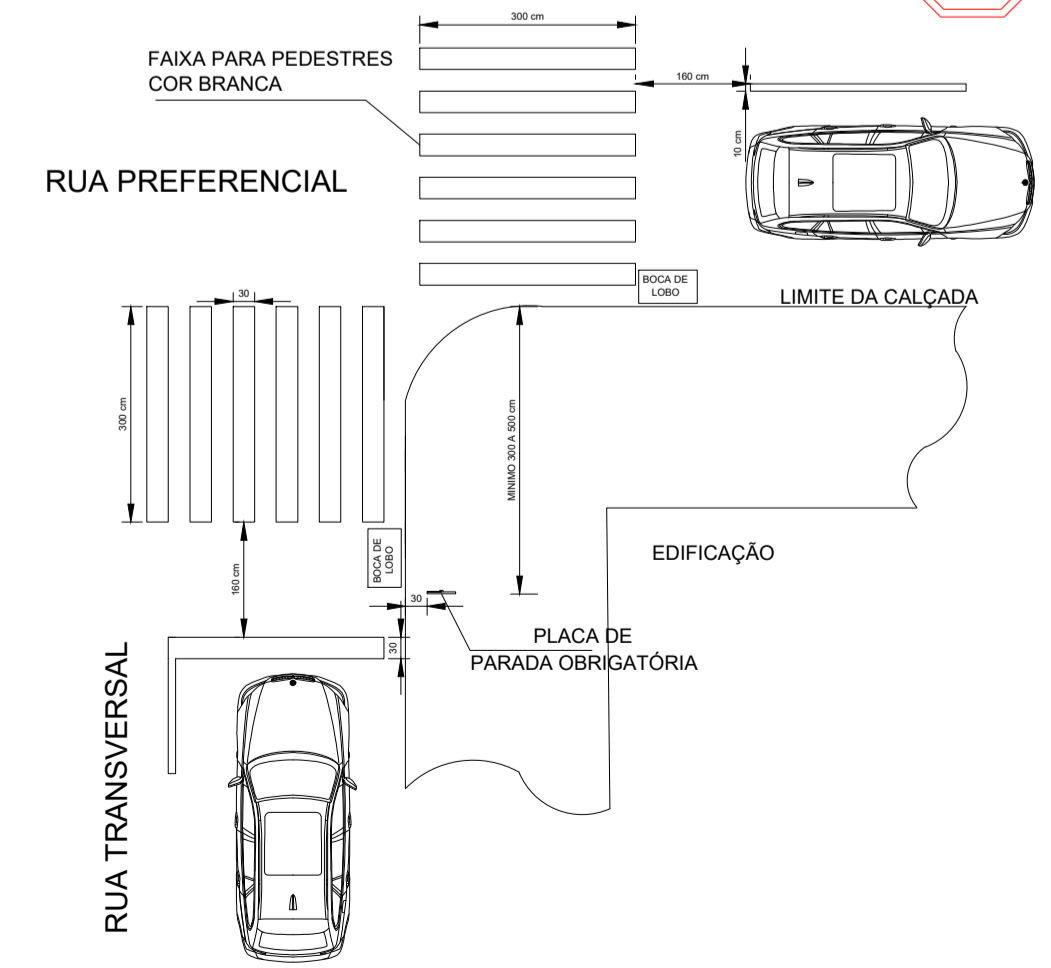 300 cm
FAIXA PARA PEDESTRES
COR BRANCA
160 cm
10 cm
RUA PREFERENCIAL
BOCA DE
LOBO
LIMITE DA CALÇADA
30
300 cm
MINIMO 300 A 500 cm
BOCA DE
LOBO
EDIFICAÇÃO
160 cm
30
PLACA DE
PARADA OBRIGATÓRIA
30
RUA TRANSVERSAL